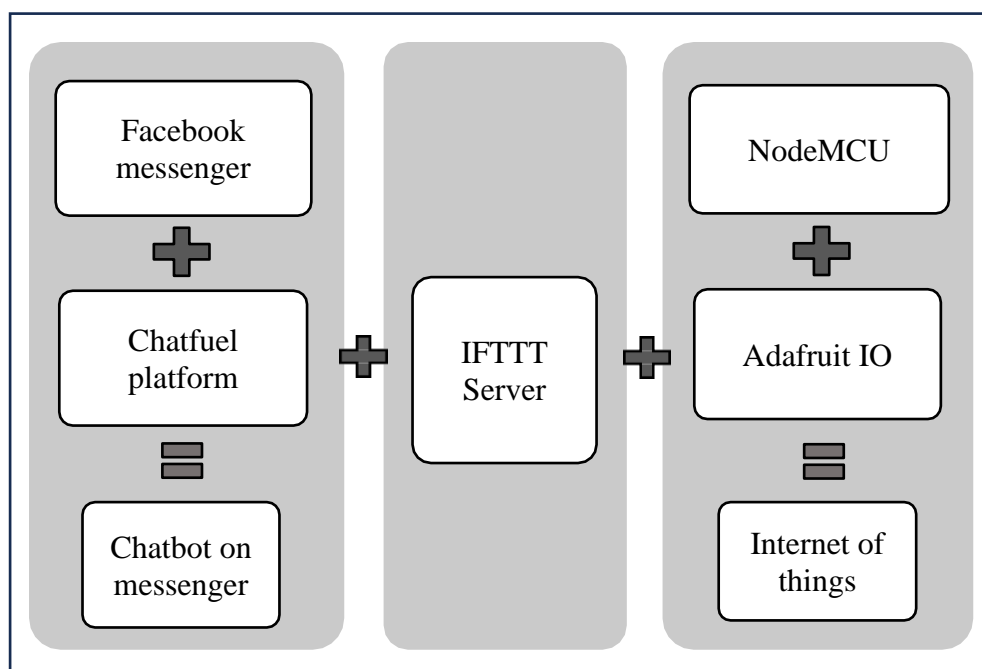 Facebook
messenger
Chatfuel
platform
Chatbot on
messenger
IFTTT
Server
NodeMCU
Adafruit IO
Internet of
things